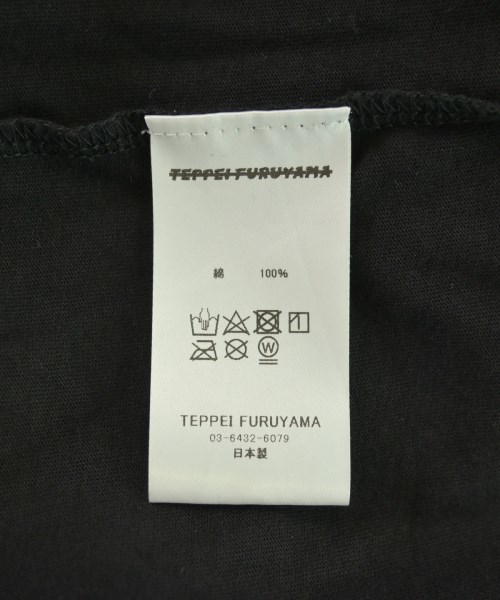 TEPPEI FURUYAMA
綿 100%
W
TEPPEI FURUYAMA
03-6432-6079
日本製